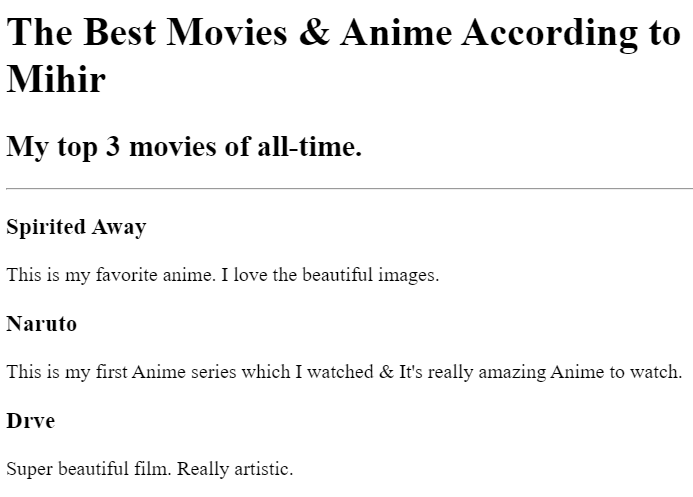 The Best Movies & Anime According to
Mihir
My top 3 movies of all-time.
Spirited Away
This is my favorite anime. I love the beautiful images.
Naruto
This is my first Anime series which I watched & It's really amazing Anime to watch.
Drve
Super beautiful film. Really artistic.